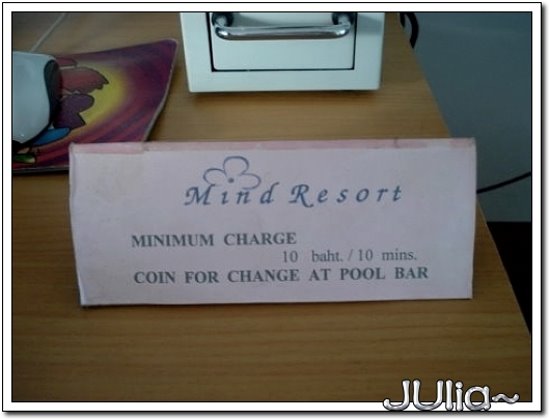 Mind Resort
MINIMUM CHARGE
10 baht. / 10 mins.
COIN FOR CHANGE AT POOL BAR
JUlia~